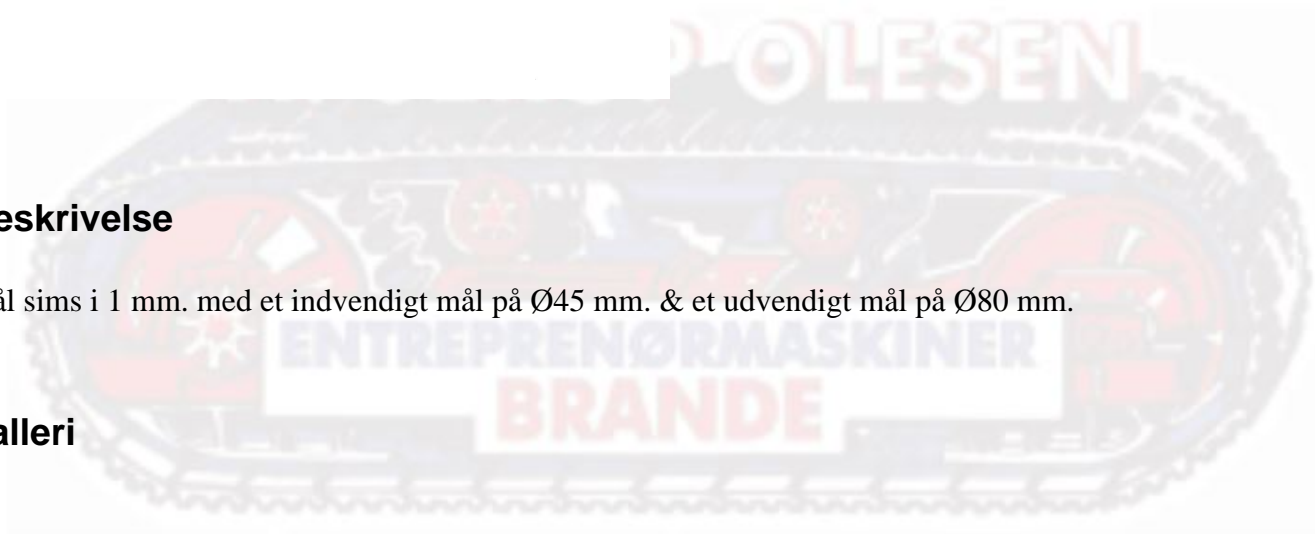 P OLESEN
eskrivelse
ål sims i 1 mm. med et indvendigt mål på Ø45 mm. & et udvendigt mål på Ø80 mm.
ENTREPRENØRMASKINER
BRANDE
alleri